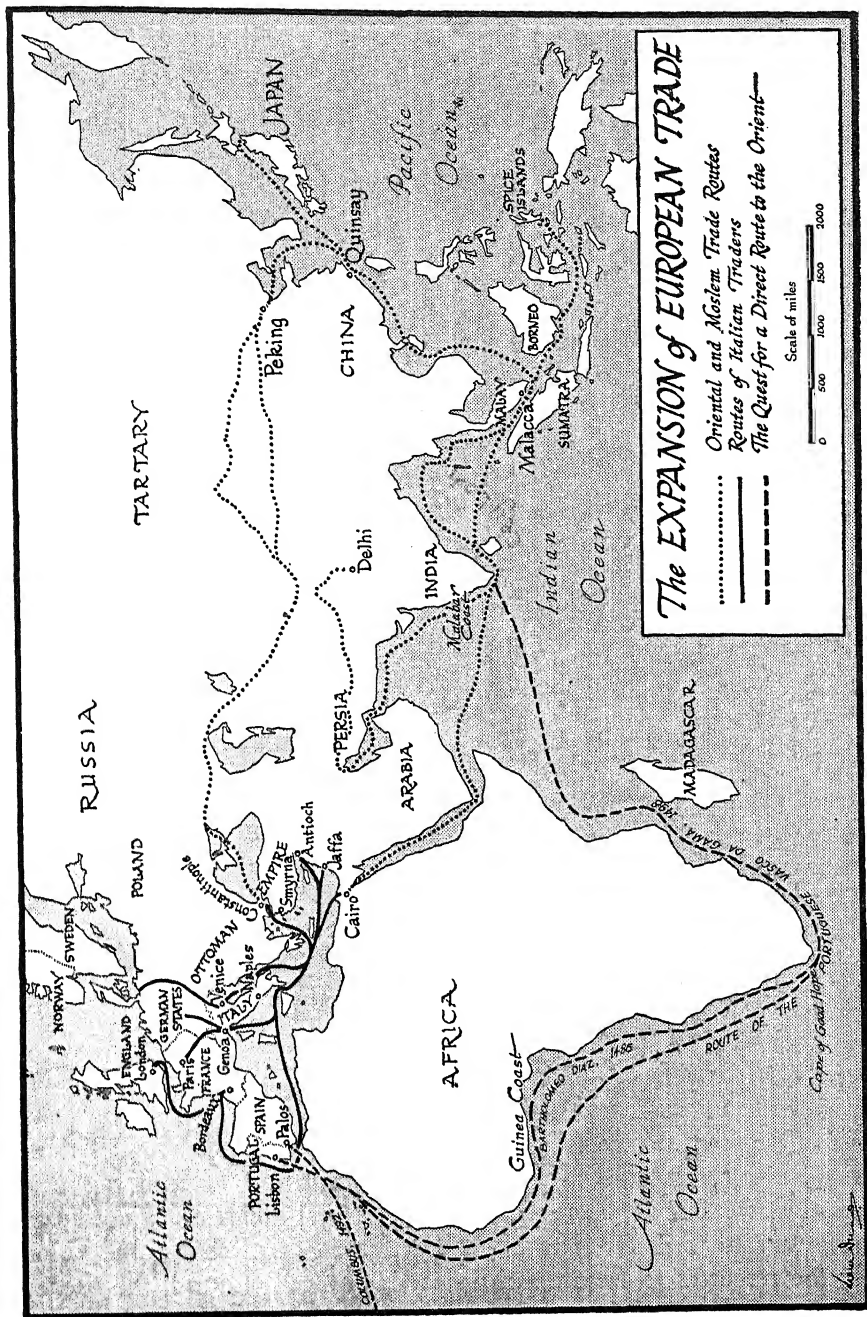 The EXPANSION of EUROPEAN TRADE
Oriental and Moslem Trade Routes
Routes of Italian Traders
The Quest for a Direct Route to the Orient
Scale of miles
0 500 1000 1500 2000
NORWAY
SWEDEN
RUSSIA
TARTARY
ENGLAND
London
POLAND
GERMAN
STATES
Paris
FRANCE
Bordeaux
Genoa
Venice
ITALY
Naples
OTTOMAN
EMPIRE
Constantinople
Smyrna
Antioch
Jaffa
Cairo
PORTUGAL
SPAIN
Lisbon
Palos
Atlantic
Ocean
COLUMBUS, 1492
PERSIA
ARABIA
Delhi
INDIA
Malabar
Coast
Peking
CHINA
Quinsay
JAPAN
Pacific
Ocean
SPICE
ISLANDS
BORNEO
MALAY
Malacca
SUMATRA
Indian
Ocean
AFRICA
Guinea Coast
BARTHOLOMEO DIAZ, 1486
ROUTE OF THE PORTUGUESE
Cape of Good Hope
VASCO DA GAMA 1498
MADAGASCAR
Atlantic
Ocean